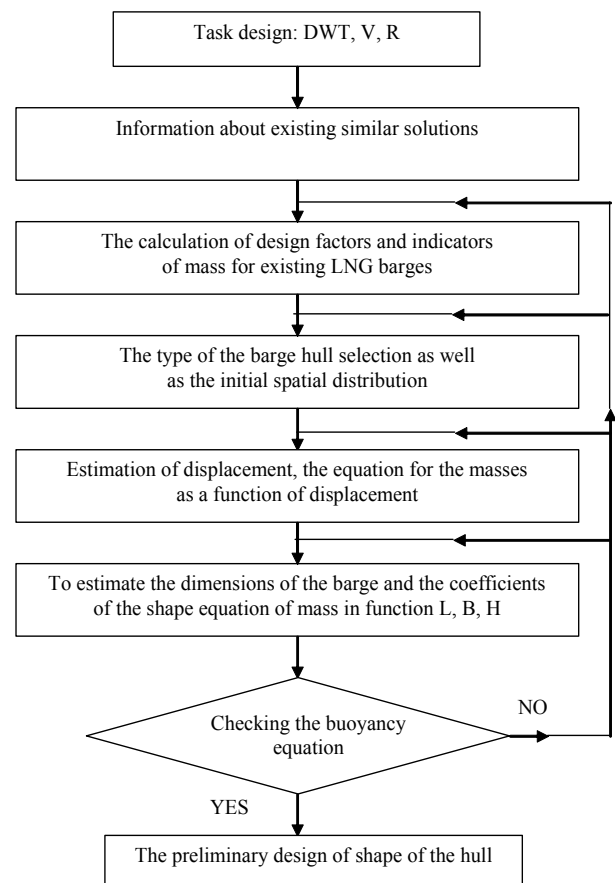 Task design: DWT, V, R
Information about existing similar solutions
The calculation of design factors and indicators
of mass for existing LNG barges
The type of the barge hull selection as well
as the initial spatial distribution
Estimation of displacement, the equation for the masses
as a function of displacement
To estimate the dimensions of the barge and the coefficients
of the shape equation of mass in function L, B, H
Checking the buoyancy
equation
NO
YES
The preliminary design of shape of the hull